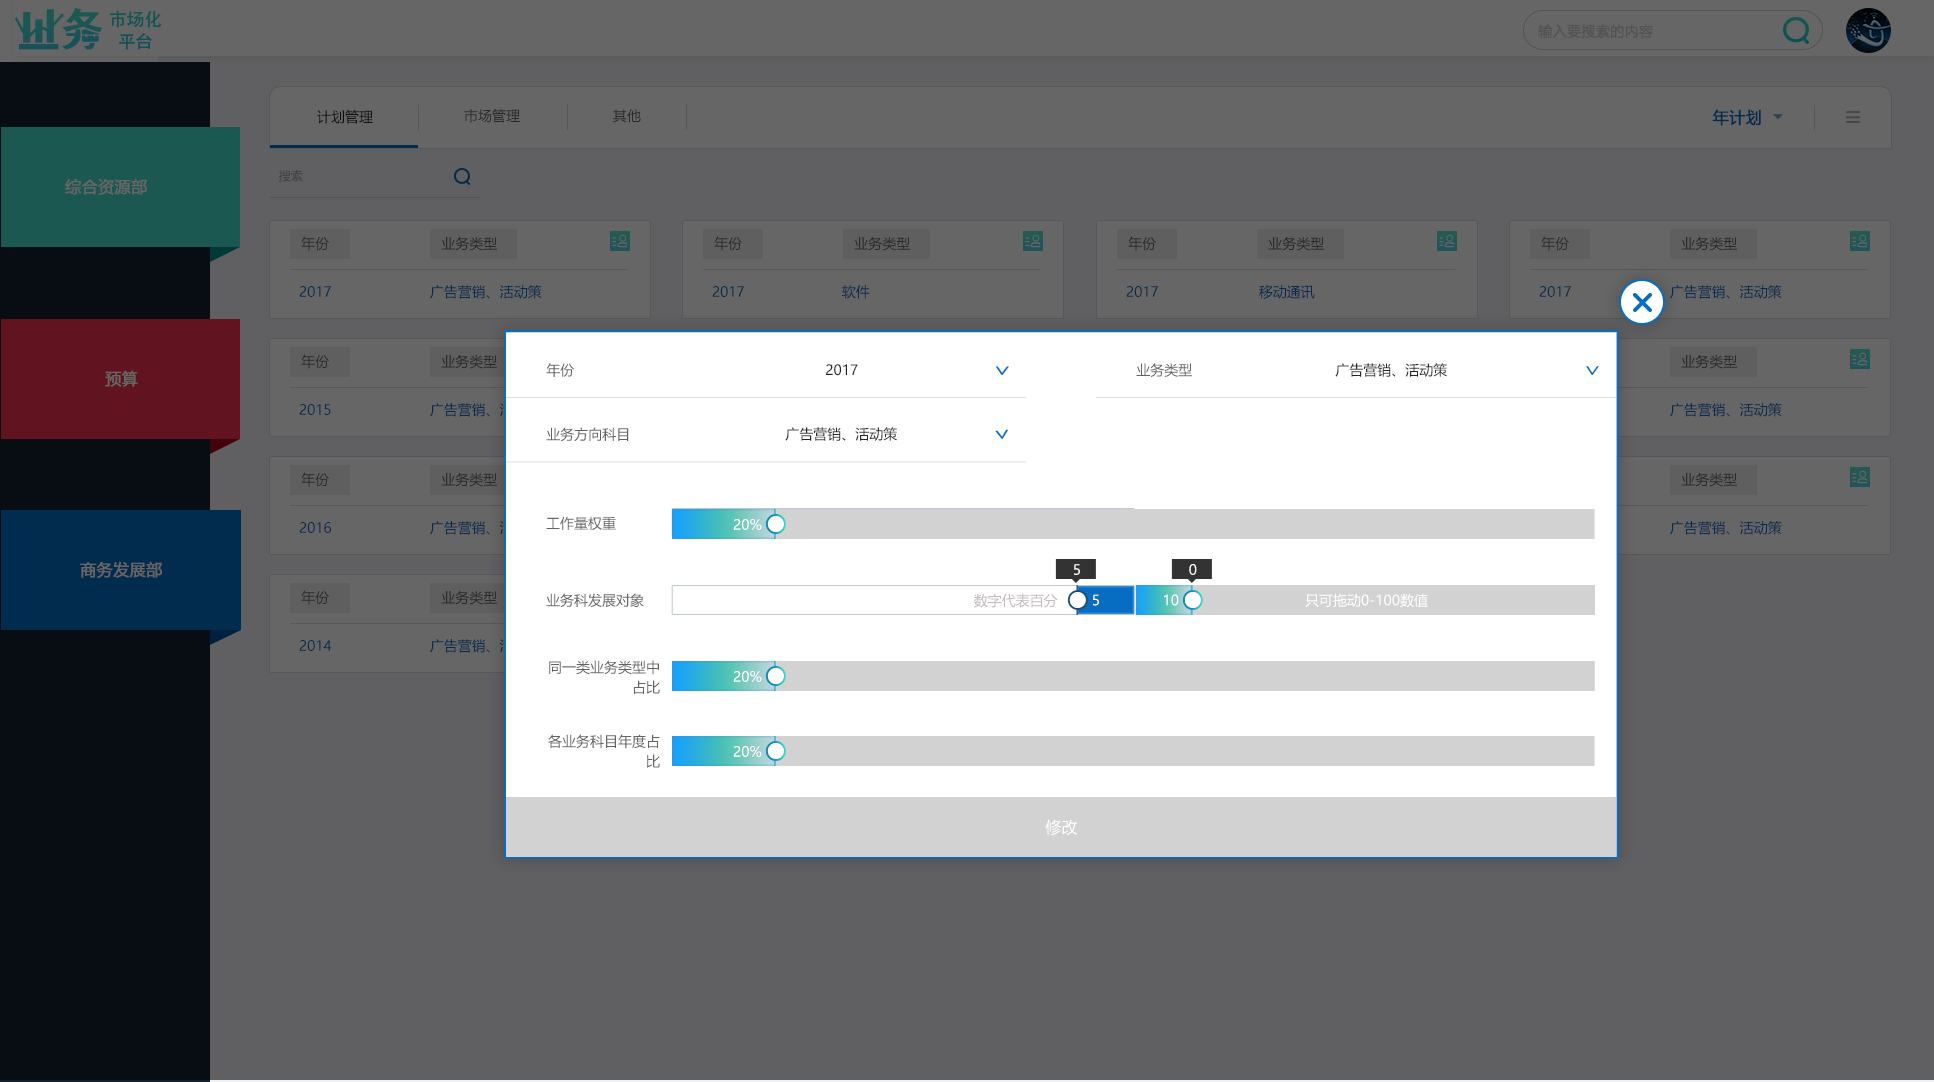 业务 市场化
平台
输入要搜索的内容
综合资源部
预算
商务发展部
计划管理 市场管理 其他 年计划
搜索
年份 业务类型 年份 业务类型 年份 业务类型 年份 业务类型
2017 广告营销、活动策 2017 软件 2017 移动通讯 2017 广告营销、活动策
年份 业务类型 业务类型
2015 广告营销、 广告营销、活动策
年份 业务类型 业务类型
2016 广告营销、 广告营销、活动策
年份 业务类型
2014 广告营销、
年份 2017 业务类型 广告营销、活动策
业务方向科目 广告营销、活动策
工作量权重 20%
5 0
业务科发展对象 数字代表百分 5 10 只可拖动0-100数值
同一类业务类型中
占比
20%
各业务科目年度占
比
20%
修改